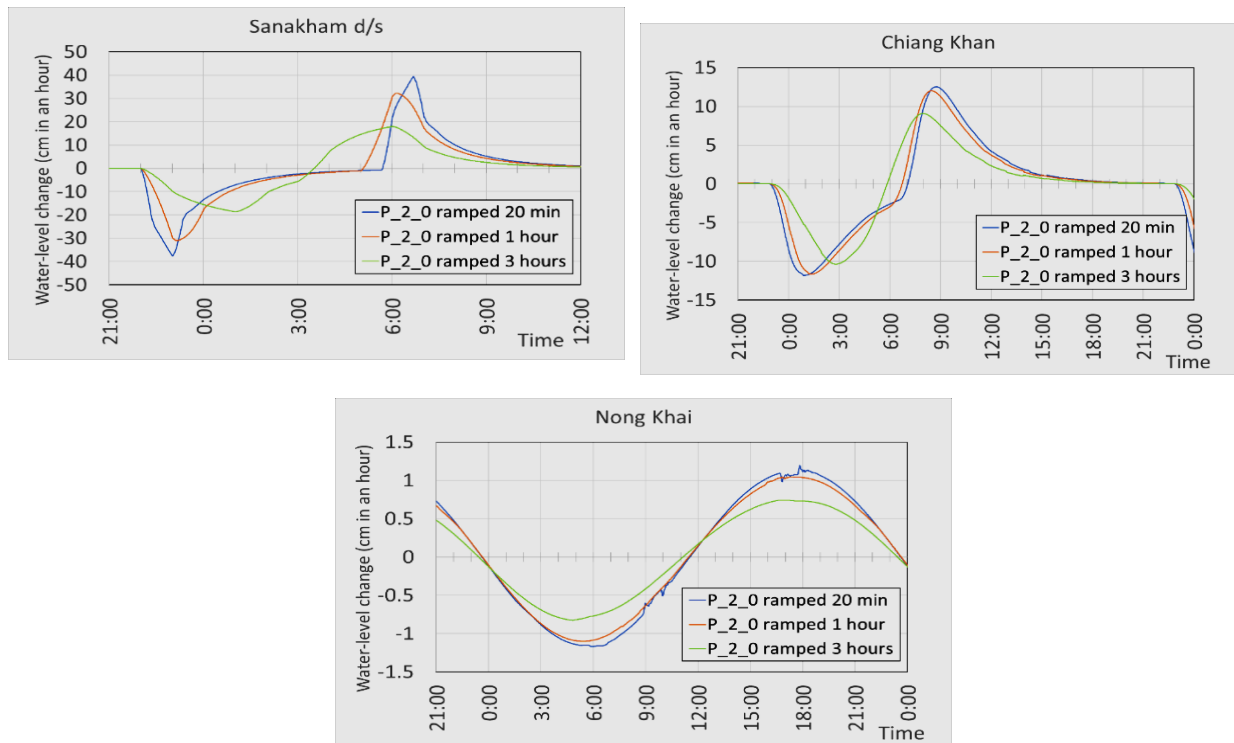 Sanakham d/s
Water-level change (cm in an hour)
50
40
30
20
10
0
-10
-20
-30
-40
-50
P_2_0 ramped 20 min
P_2_0 ramped 1 hour
P_2_0 ramped 3 hours
21:00
0:00
3:00
6:00
9:00
12:00
Time
Chiang Khan
Water-level change (cm in an hour)
15
10
5
0
-5
-10
-15
P_2_0 ramped 20 min
P_2_0 ramped 1 hour
P_2_0 ramped 3 hours
21:00
0:00
3:00
6:00
9:00
12:00
15:00
18:00
21:00
0:00
Time
Nong Khai
Water-level change (cm in an hour)
1.5
1
0.5
0
-0.5
-1
-1.5
P_2_0 ramped 20 min
P_2_0 ramped 1 hour
P_2_0 ramped 3 hours
21:00
0:00
3:00
6:00
9:00
12:00
15:00
18:00
21:00
0:00
Time